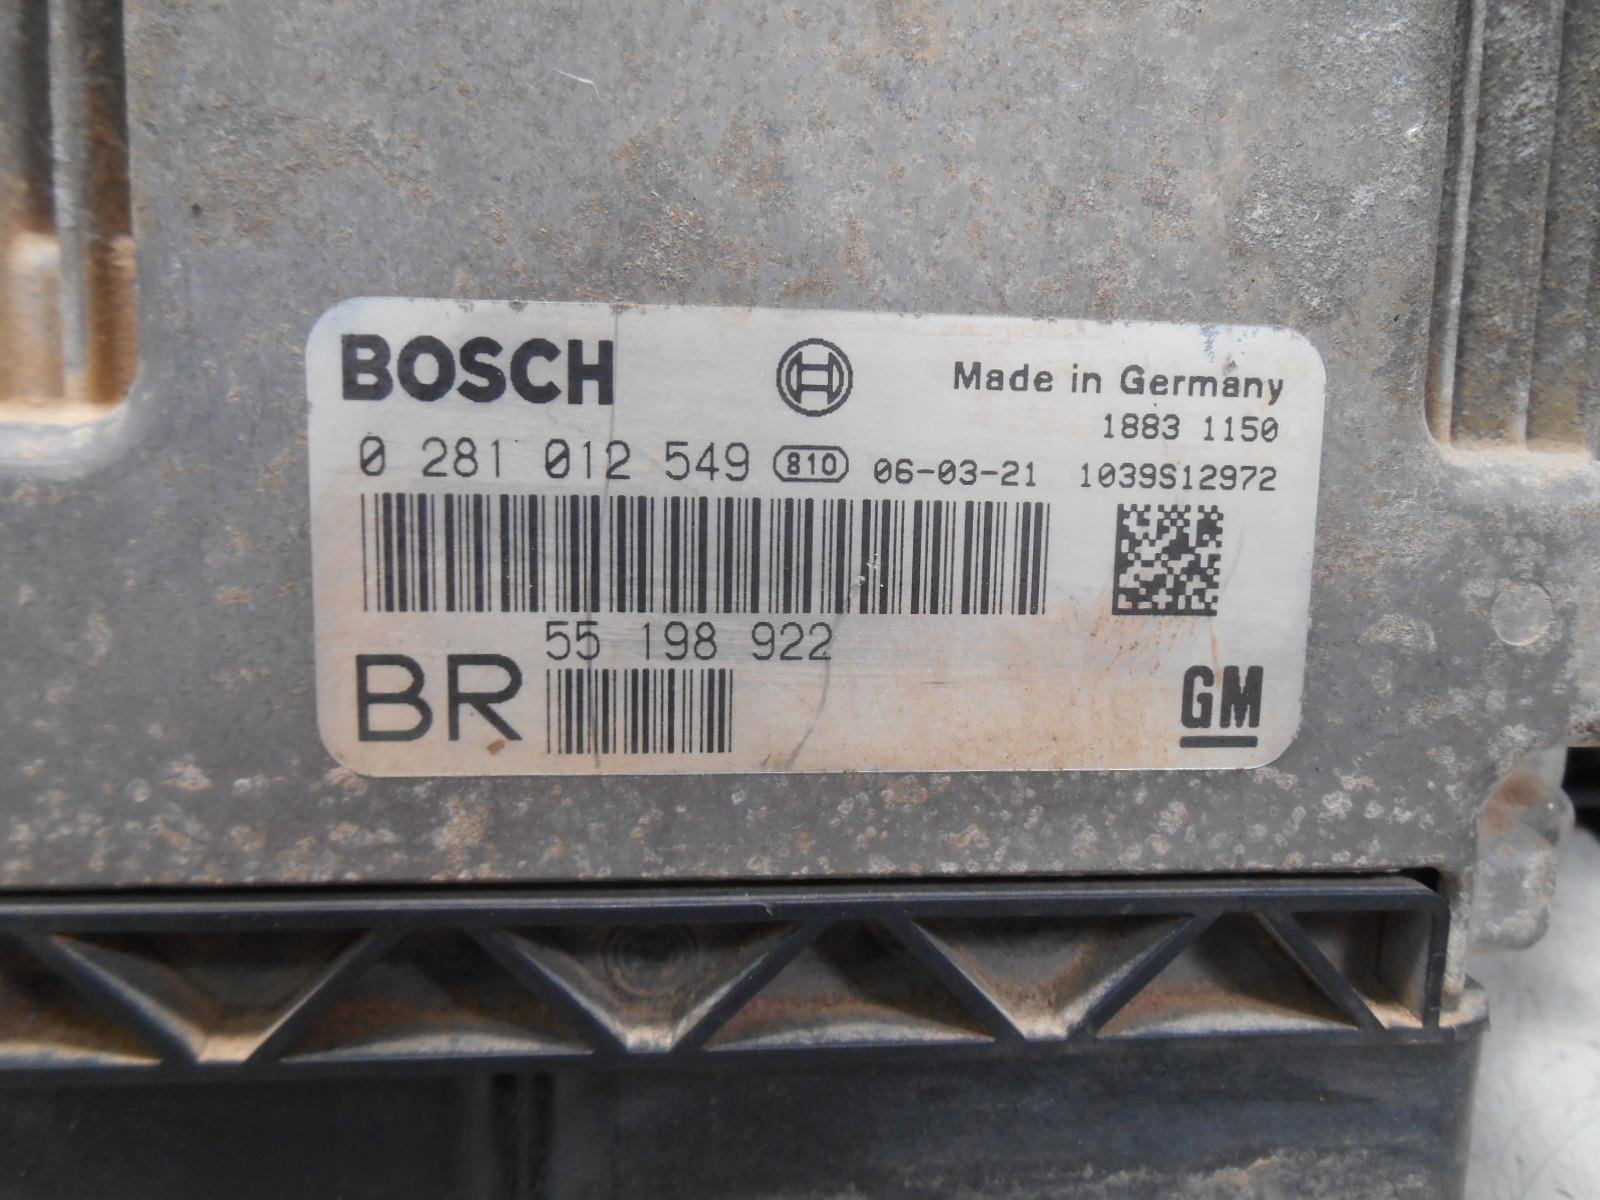 BOSCH
Made in Germany
1883 1150
0 281 012 549 810 06-03-21 1039S12972
55 198 922
BR
GM